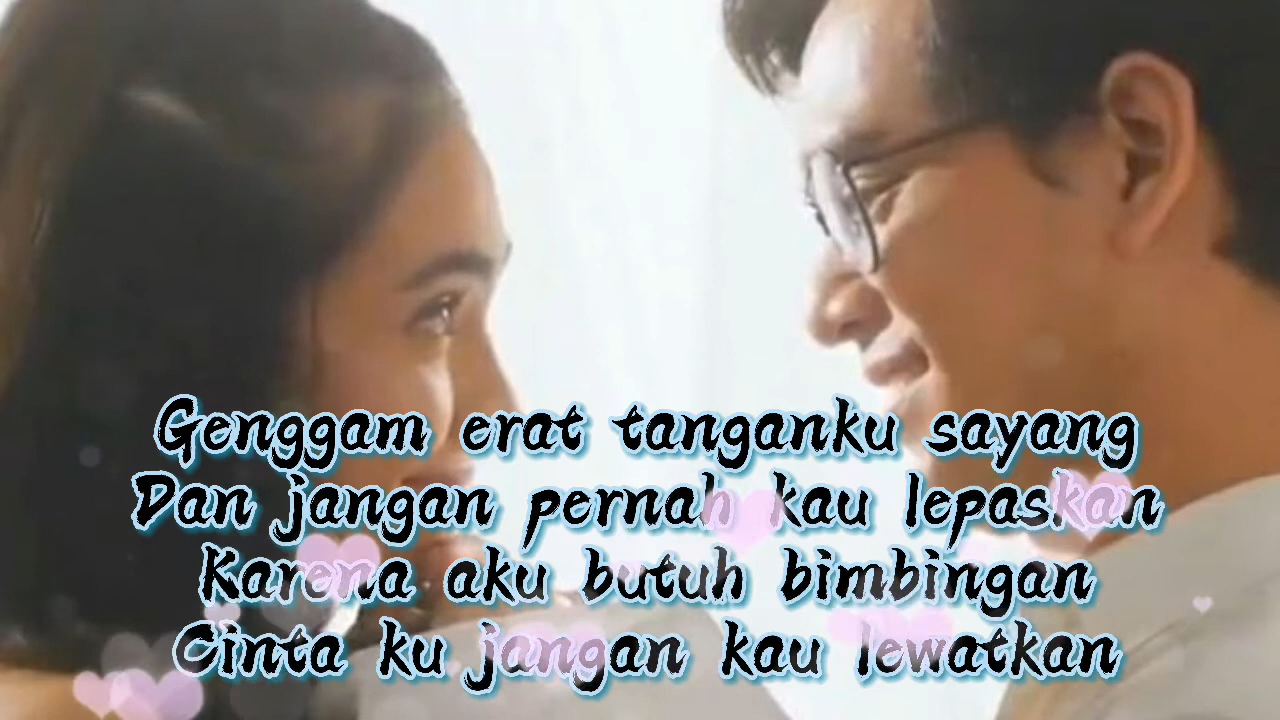 Genggam erat tanganku sayang
Dan jangan pernah kau lepaskan
Karena aku butuh bimbingan
Cinta ku jangan kau lewatkan